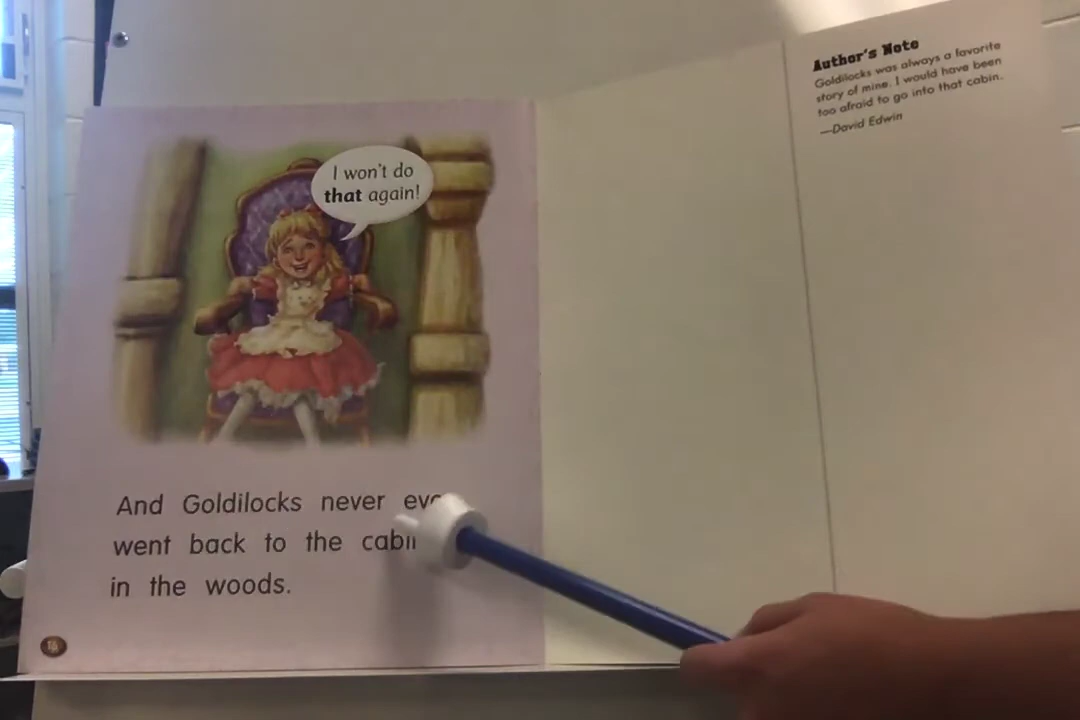 I won't do
that again!
And Goldilocks never
went back to the
in the woods.
16
Author's Note
Goldilocks was always a favorite
story of mine. I would have been
too afraid to go into that cabin.
—David Edwin